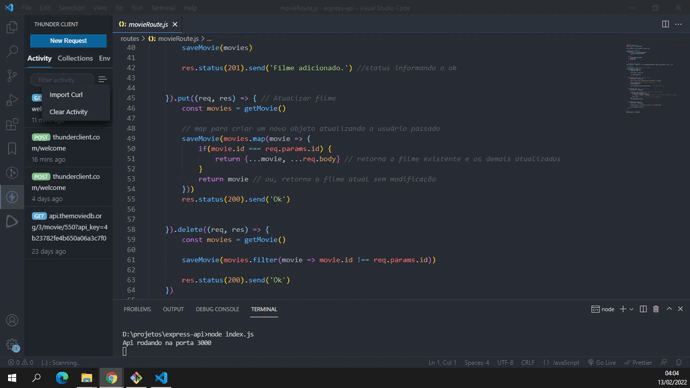 File Edit Selection View Go Run Terminal Help
movieRoute.js - express-api - Visual Studio Code
THUNDER CLIENT
New Request
Activity Collections Env
Filter activity
Import Curl
Clear Activity
GET
wel
11 m
POST thunderclient.co
m/welcome
16 mins ago
POST thunderclient.co
m/welcome
4 days ago
GET api.themoviedb.or
g/3/movie/550?api_key=4
b23782fe4b650a06a3c7f0
23 days ago
movieRoute.js
routes > movieRoute.js > ...
40 saveMovie(movies)
41
42 res.status(201).send('Filme adicionado.') //status informando o ok
43
44
45 }).put((req, res) => { // Atualizar filme
46 const movies = getMovie()
47
48 // map para criar um novo objeto atualizando o usuário passado
49 saveMovie(movies.map(movie => {
50 if(movie.id === req.params.id) {
51 return {...movie, ...req.body} // retorna o filme existente e os demais atualizados
52 }
53 return movie // ou, retorna o filme atual sem modificacão
54 }))
55 res.status(200).send('Ok')
56
57
58 }).delete((req, res) => {
59 const movies = getMovie()
60
61 saveMovie(movies.filter(movie => movie.id !== req.params.id))
62
63 res.status(200).send('Ok')
64 })
PROBLEMS OUTPUT DEBUG CONSOLE TERMINAL
node
D:\projetos\express-api>node index.js
Api rodando na porta 3000
0 0 {..}: Scanning..
Ln 1, Col 1 Spaces: 4 UTF-8 CRLF JavaScript Go Live Prettier
04:04
13/02/2022